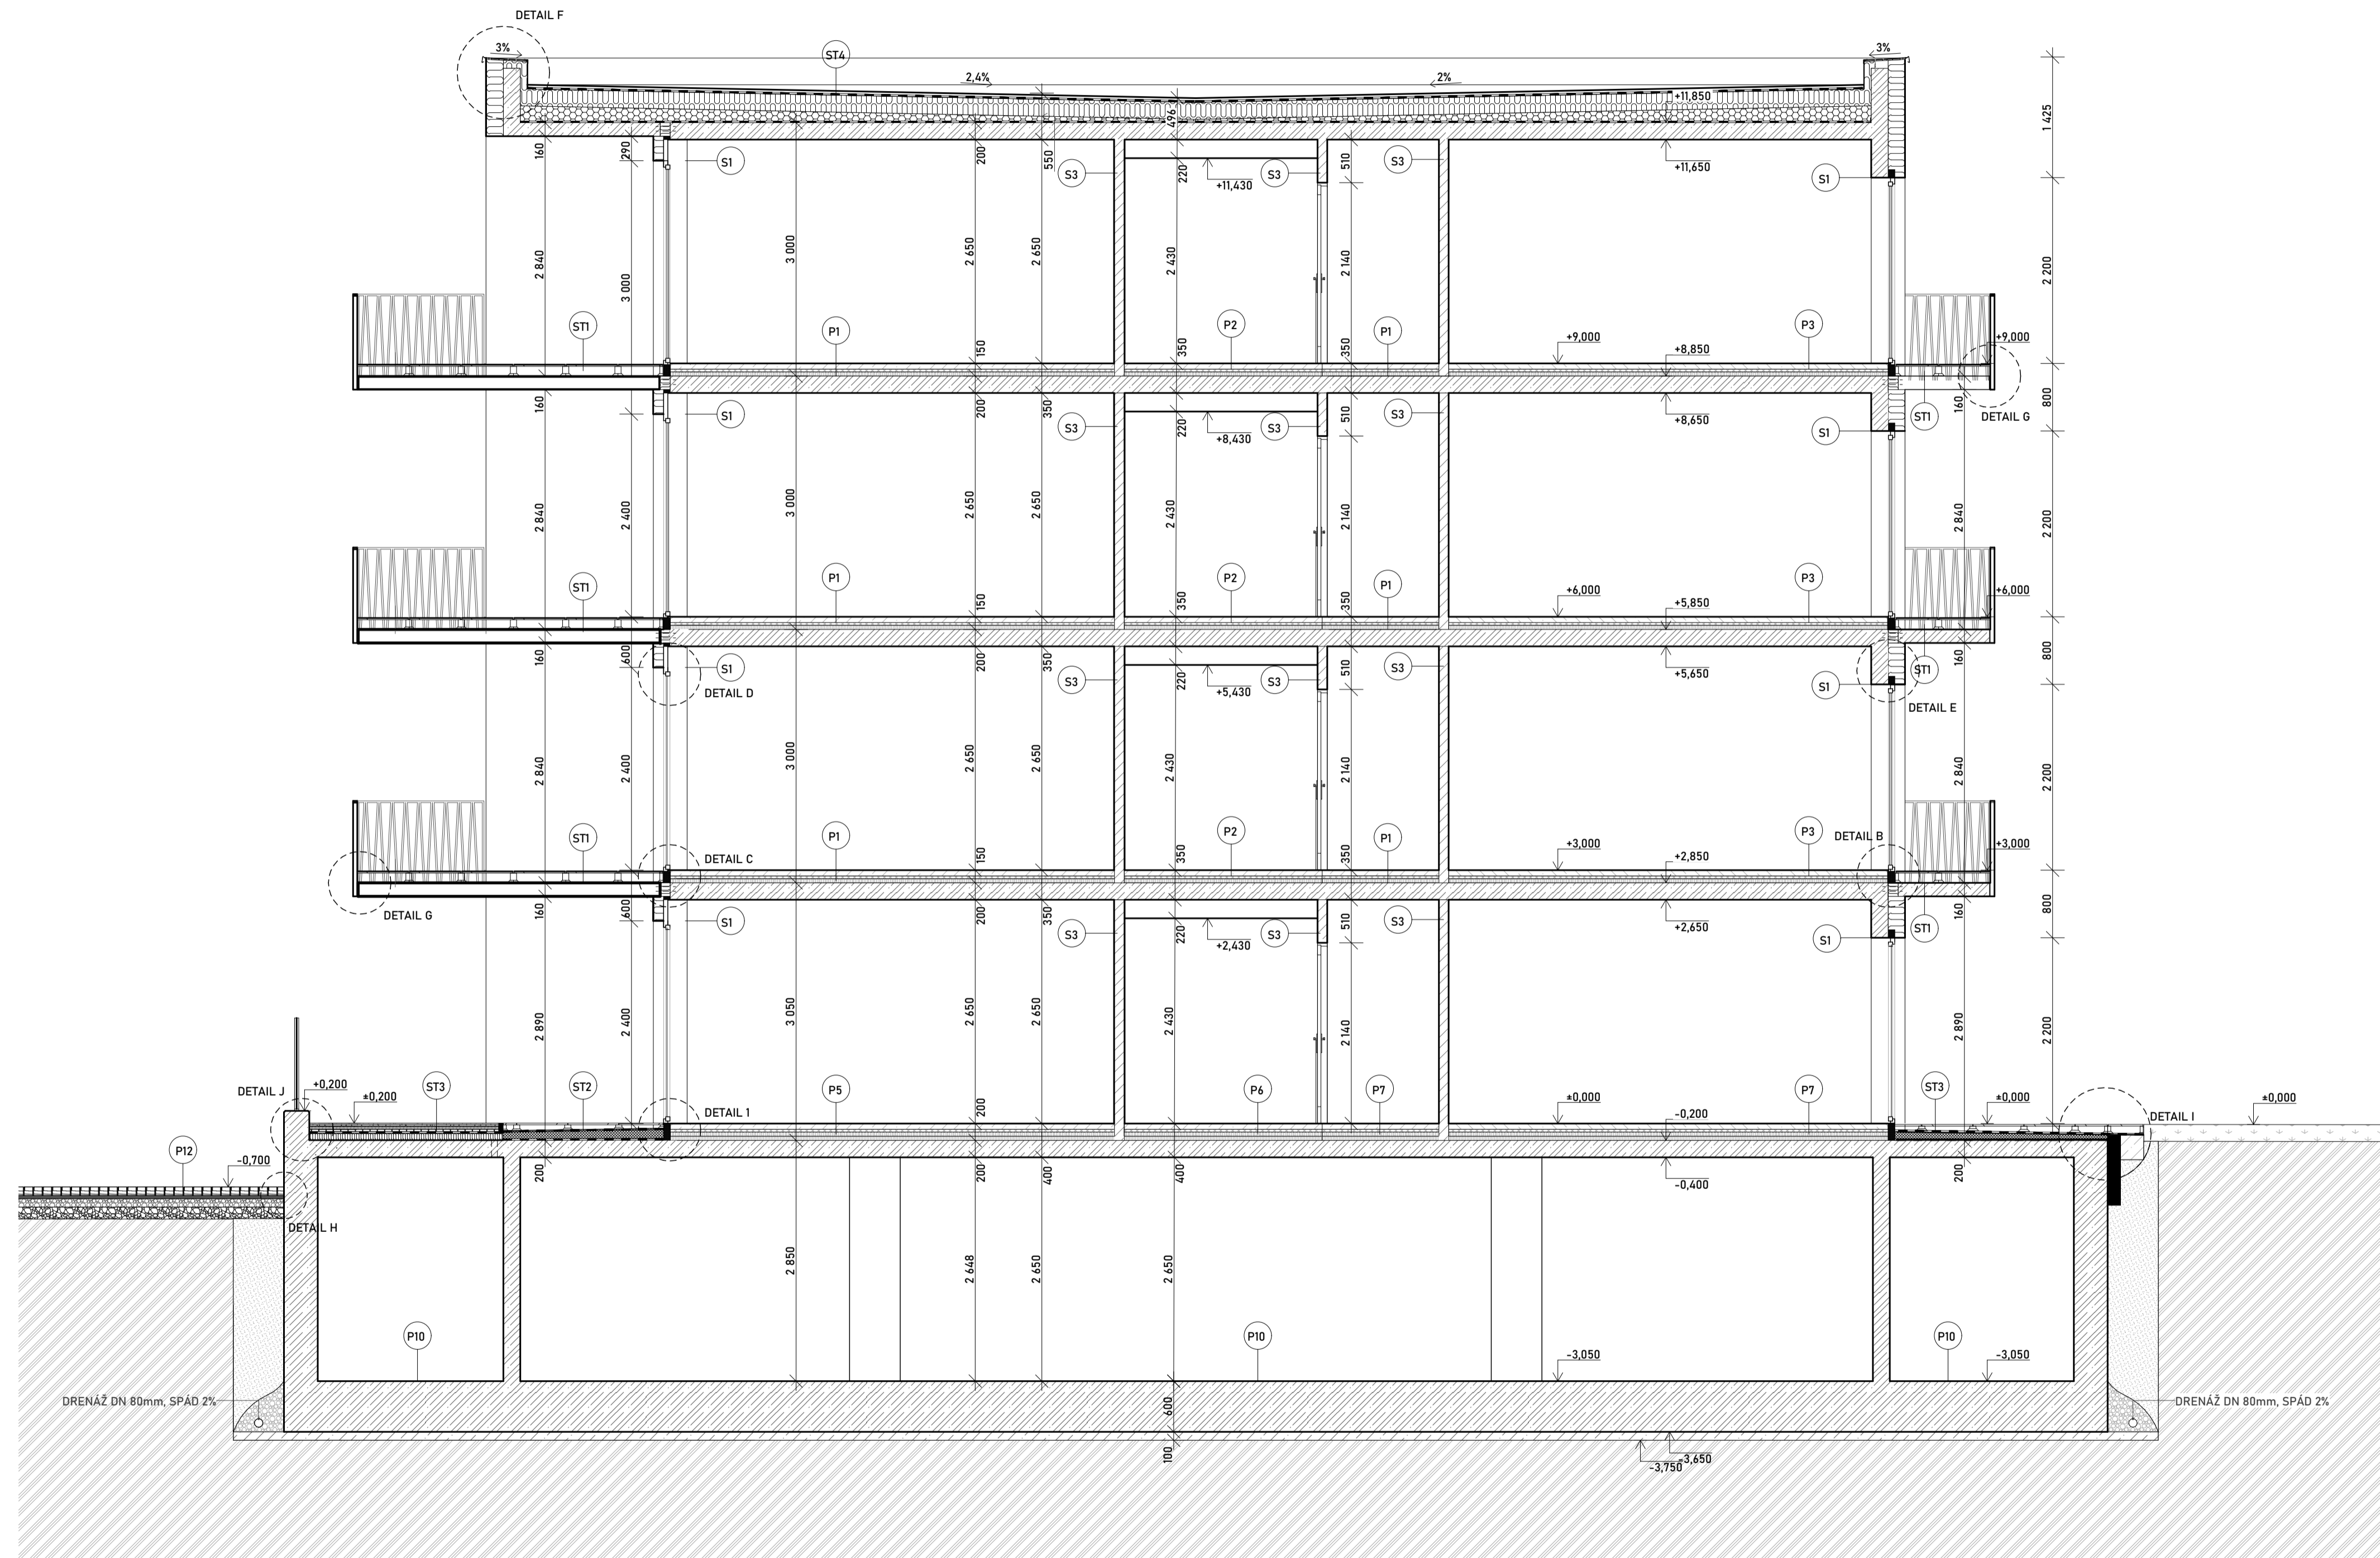 DETAIL F
3%
ST4
3%
2,4%
2%
+11,850
496
1 425
160
290
S1
200
550
S3
220
+11,430
S3
510
S3
+11,650
S1
2 840
3 000
3 000
2 650
2 650
2 430
2 140
2 200
ST1
P1
150
P2
350
P1
350
+9,000
+8,850
P3
+9,000
160
S1
200
350
S3
220
+8,430
S3
510
S3
+8,650
S1
ST1
160
800
DETAIL G
2 840
2 400
3 000
2 650
2 650
2 430
2 140
2 840
2 200
ST1
P1
150
P2
350
P1
350
+6,000
+5,850
P3
+6,000
160
600
S1
DETAIL D
200
350
S3
220
+5,430
S3
510
S3
+5,650
S1
ST1
160
800
DETAIL E
2 840
2 400
3 000
2 650
2 650
2 430
2 140
2 840
2 200
ST1
P1
DETAIL C
150
P2
350
P1
350
+3,000
+2,850
P3
DETAIL B
+3,000
DETAIL G
160
600
S1
200
350
S3
220
+2,430
S3
510
S3
+2,650
S1
ST1
160
800
2 890
2 400
3 050
2 650
2 650
2 430
2 140
2 890
2 200
DETAIL J
+0,200
±0,200
ST3
ST2
DETAIL 1
P5
200
P6
P7
±0,000
-0,200
P7
ST3
±0,000
DETAIL I
±0,000
P12
-0,700
DETAIL H
200
200
400
400
-0,400
200
2 850
2 648
2 650
2 650
P10
P10
P10
-3,050
-3,050
DRENÁŽ DN 80mm, SPÁD 2%
DRENÁŽ DN 80mm, SPÁD 2%
600
100
-3,650
-3,750